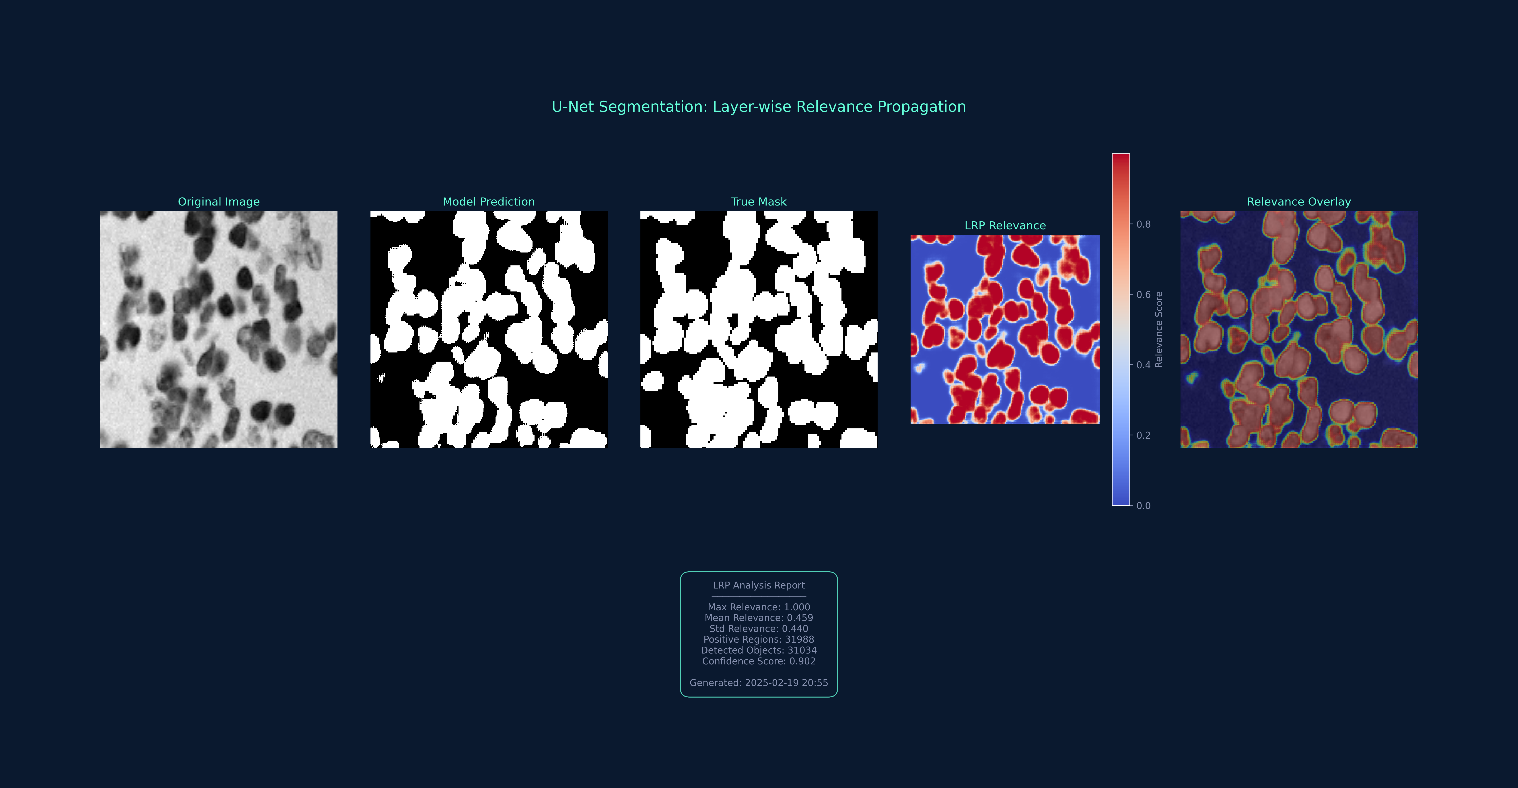 U-Net Segmentation: Layer-wise Relevance Propagation
Original Image
Model Prediction
True Mask
LRP Relevance
Relevance Overlay
0.8
0.6
0.4
0.2
0.0
Relevance Score
LRP Analysis Report
Max Relevance: 1.000
Mean Relevance: 0.459
Std Relevance: 0.440
Positive Regions: 31988
Detected Objects: 31034
Confidence Score: 0.902
Generated: 2025-02-19 20:55